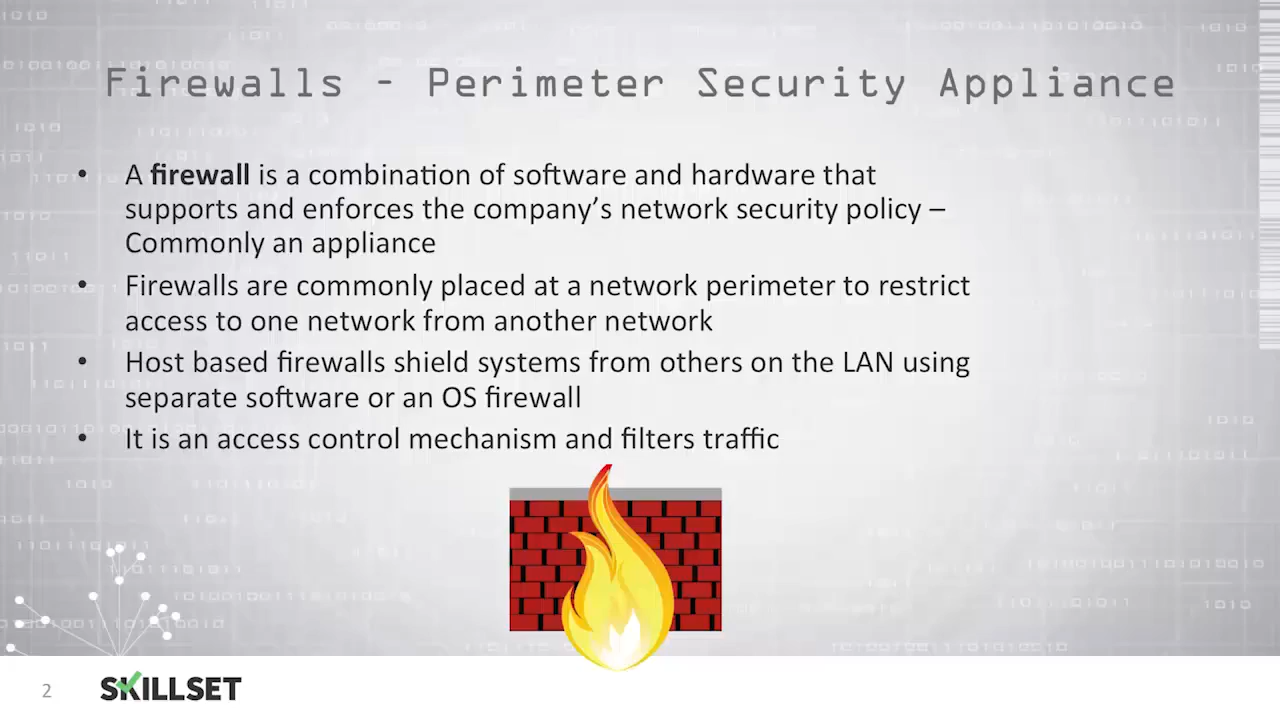 Firewalls - Perimeter Security Appliance
• A firewall is a combination of software and hardware that
supports and enforces the company’s network security policy –
Commonly an appliance
• Firewalls are commonly placed at a network perimeter to restrict
access to one network from another network
• Host based firewalls shield systems from others on the LAN using
separate software or an OS firewall
• It is an access control mechanism and filters traffic
2
SKILLSET